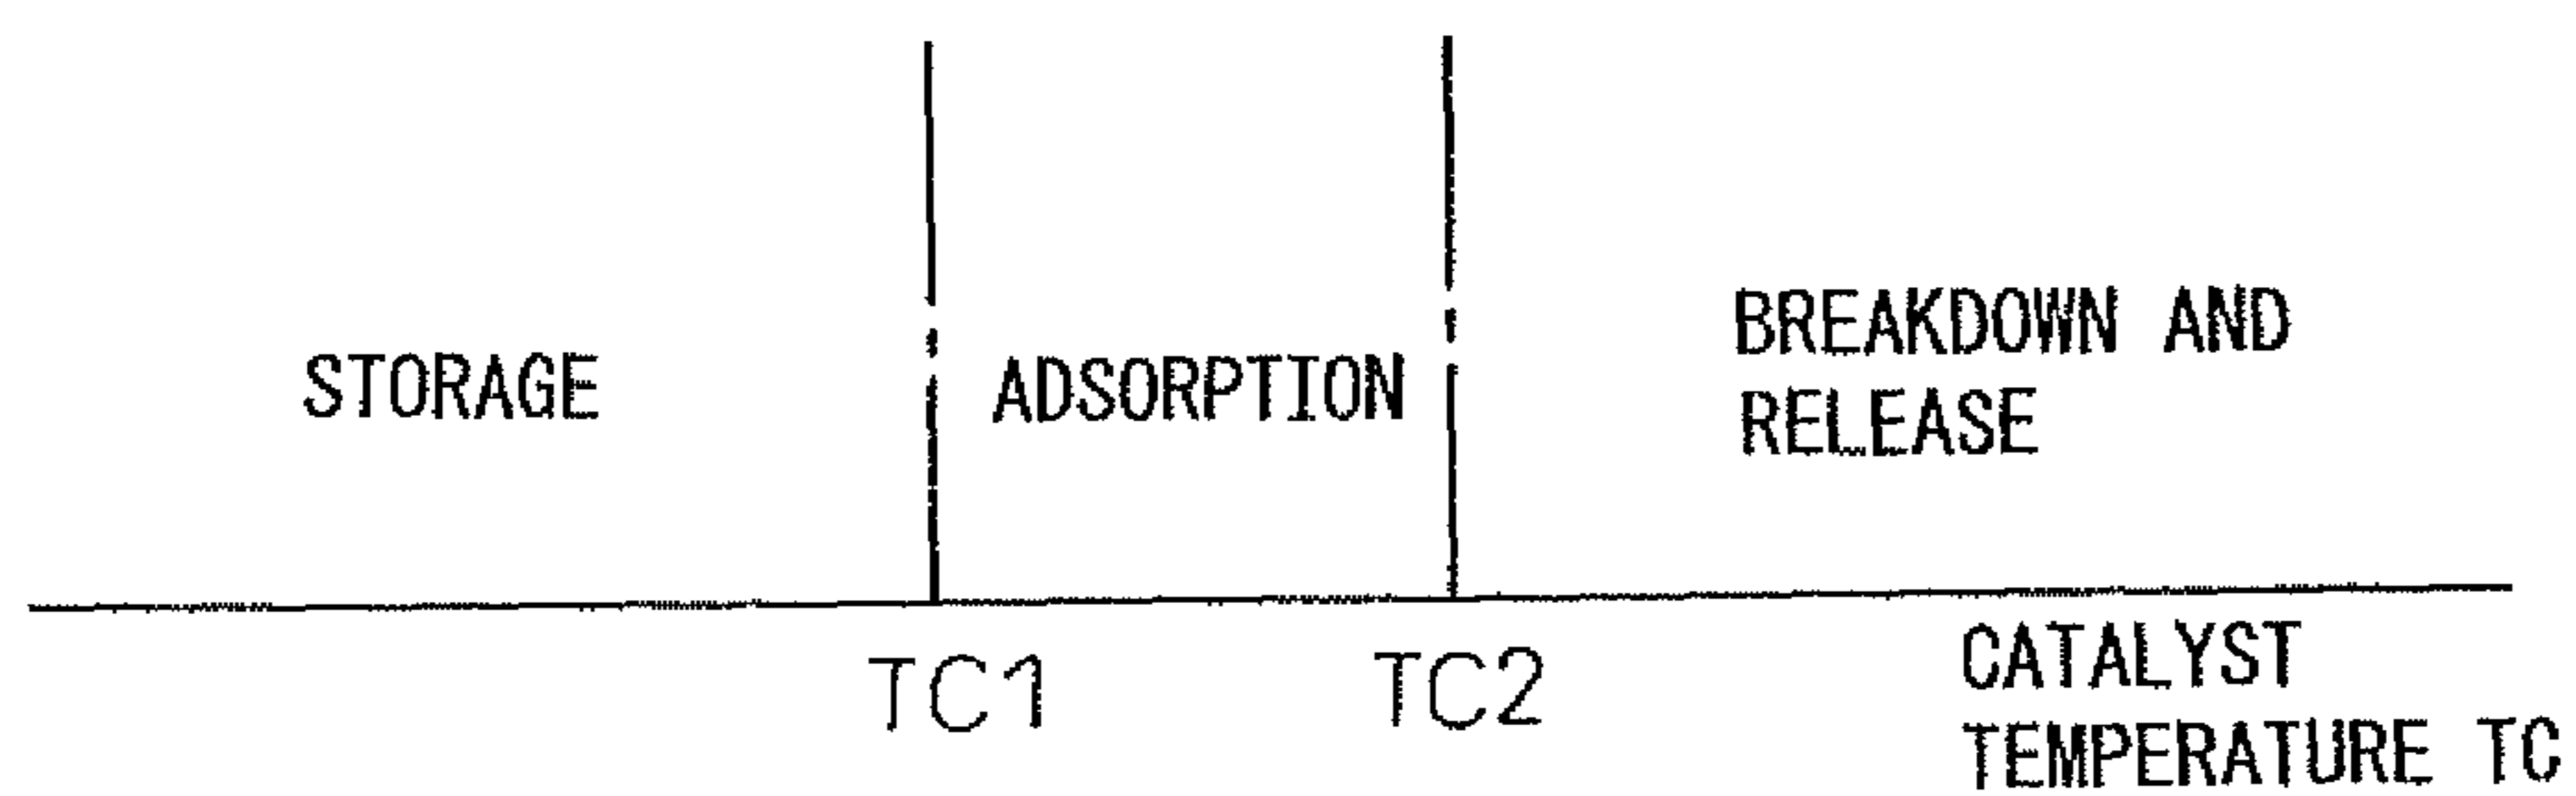 STORAGE
ADSORPTION
BREAKDOWN AND
RELEASE
TC1
TC2
CATALYST
TEMPERATURE TC